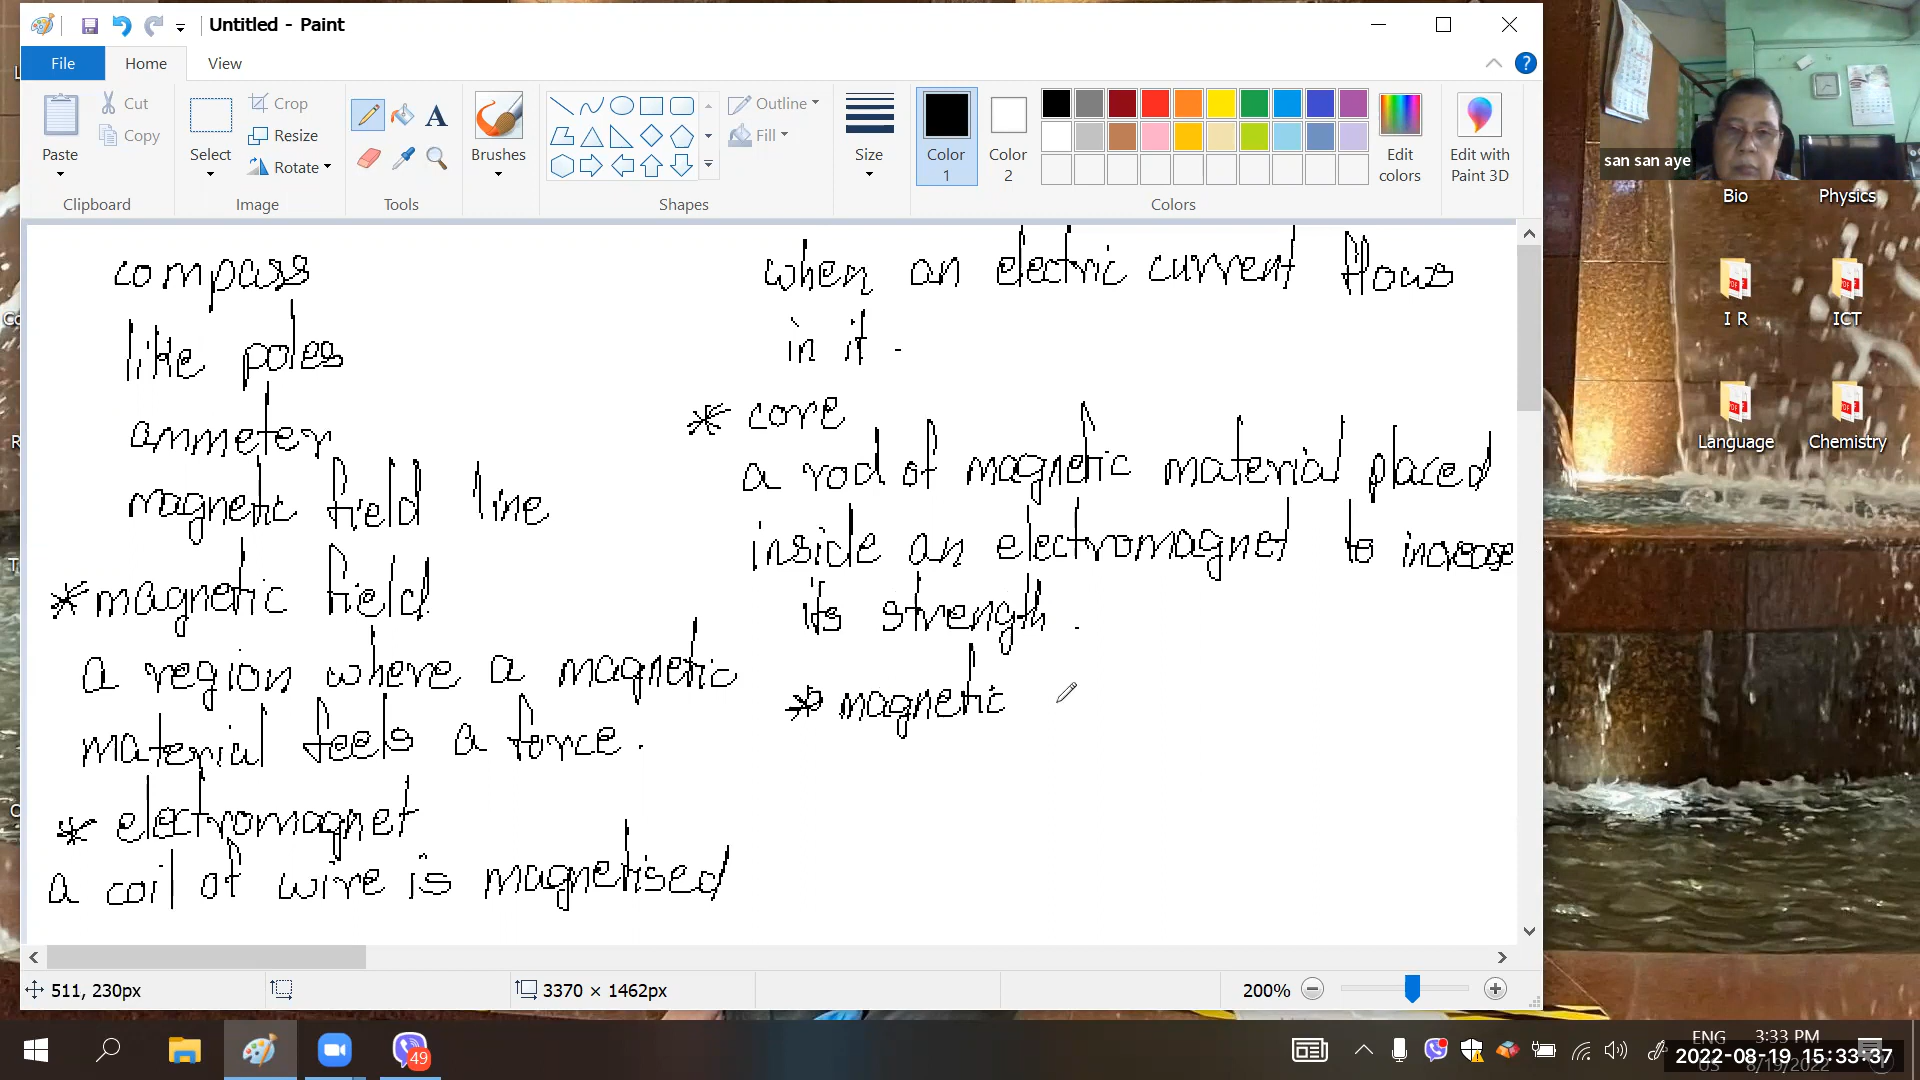 Untitled - Paint
File
Home
View
Paste
Cut
Copy
Clipboard
Select
Crop
Resize
Rotate
Image
A
Tools
Brushes
Outline
Fill
Shapes
Size
Color 1
Color 2
Edit colors
Edit with Paint 3D
Colors
compass
like poles
ammeter
magnetic field line
* magnetic field
a region where a magnetic
material feels a force.
* electromagnet
a coil of wire is magnetised
when an electric current flows
in it.
* core
a rod of magnetic material placed
inside an electromagnet to increase
its strength.
* magnetic
511, 230px
3370 × 1462px
200%
san san aye
Bio
Physics
I R
ICT
Language
Chemistry
49
ENG
3:33 PM
2022-08-19 15:33:37
8/19/2022